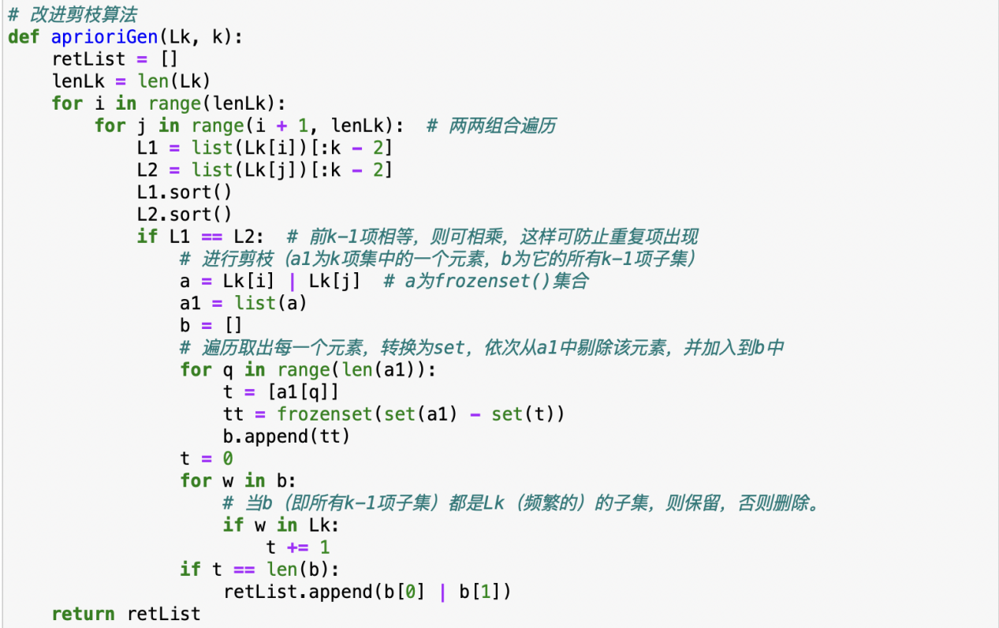 # 改进剪枝算法
def aprioriGen(Lk, k):
    retList = []
    lenLk = len(Lk)
    for i in range(lenLk):
        for j in range(i + 1, lenLk):  # 两两组合遍历
            L1 = list(Lk[i])[:k - 2]
            L2 = list(Lk[j])[:k - 2]
            L1.sort()
            L2.sort()
            if L1 == L2:  # 前k-1项相等，则可相乘，这样可防止重复项出现
                # 进行剪枝（a1为k项集中的一个元素，b为它的所有k-1项子集）
                a = Lk[i] | Lk[j]  # a为frozenset()集合
                a1 = list(a)
                b = []
                # 遍历取出每一个元素，转换为set，依次从a1中剔除该元素，并加入到b中
                for q in range(len(a1)):
                    t = [a1[q]]
                    tt = frozenset(set(a1) - set(t))
                    b.append(tt)
                t = 0
                for w in b:
                    # 当b（即所有k-1项子集）都是Lk（频繁的）的子集，则保留，否则删除。
                    if w in Lk:
                        t += 1
                if t == len(b):
                    retList.append(b[0] | b[1])
    return retList